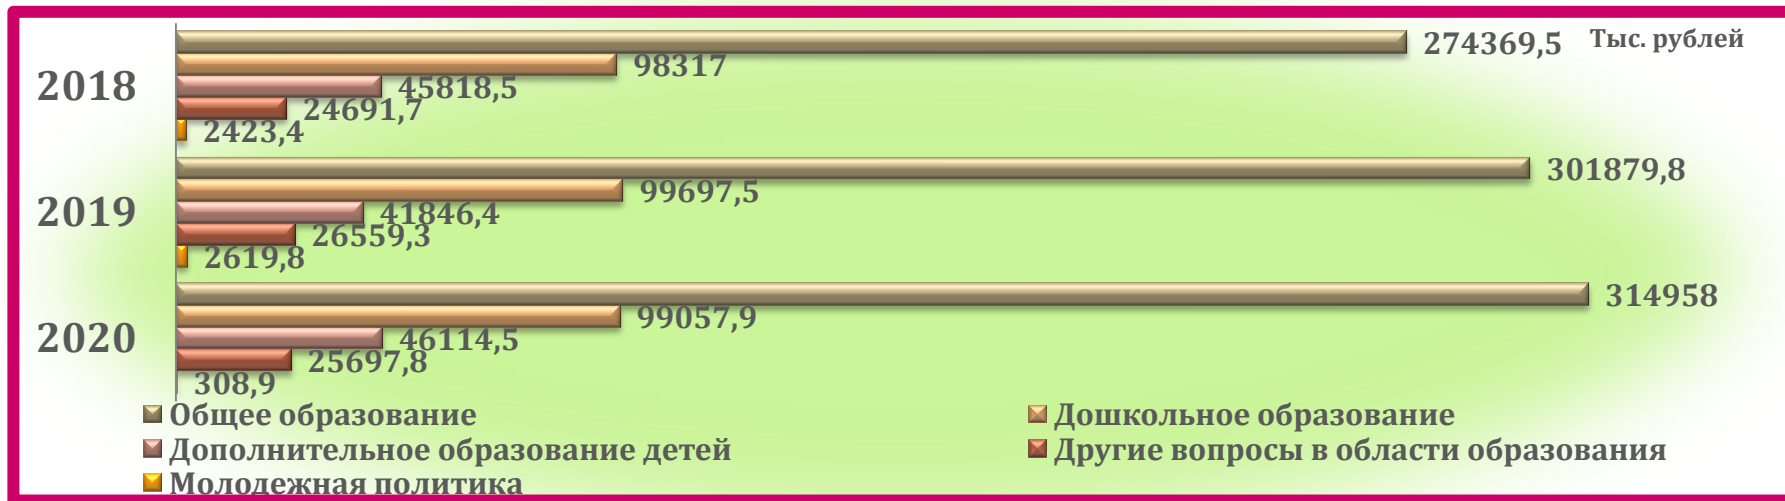 274369,5 Тыс. рублей
98317
2018
45818,5
24691,7
2423,4
301879,8
99697,5
2019
41846,4
26559,3
2619,8
314958
99057,9
2020
46114,5
25697,8
308,9
Общее образование
Дошкольное образование
Дополнительное образование детей
Другие вопросы в области образования
Молодежная политика